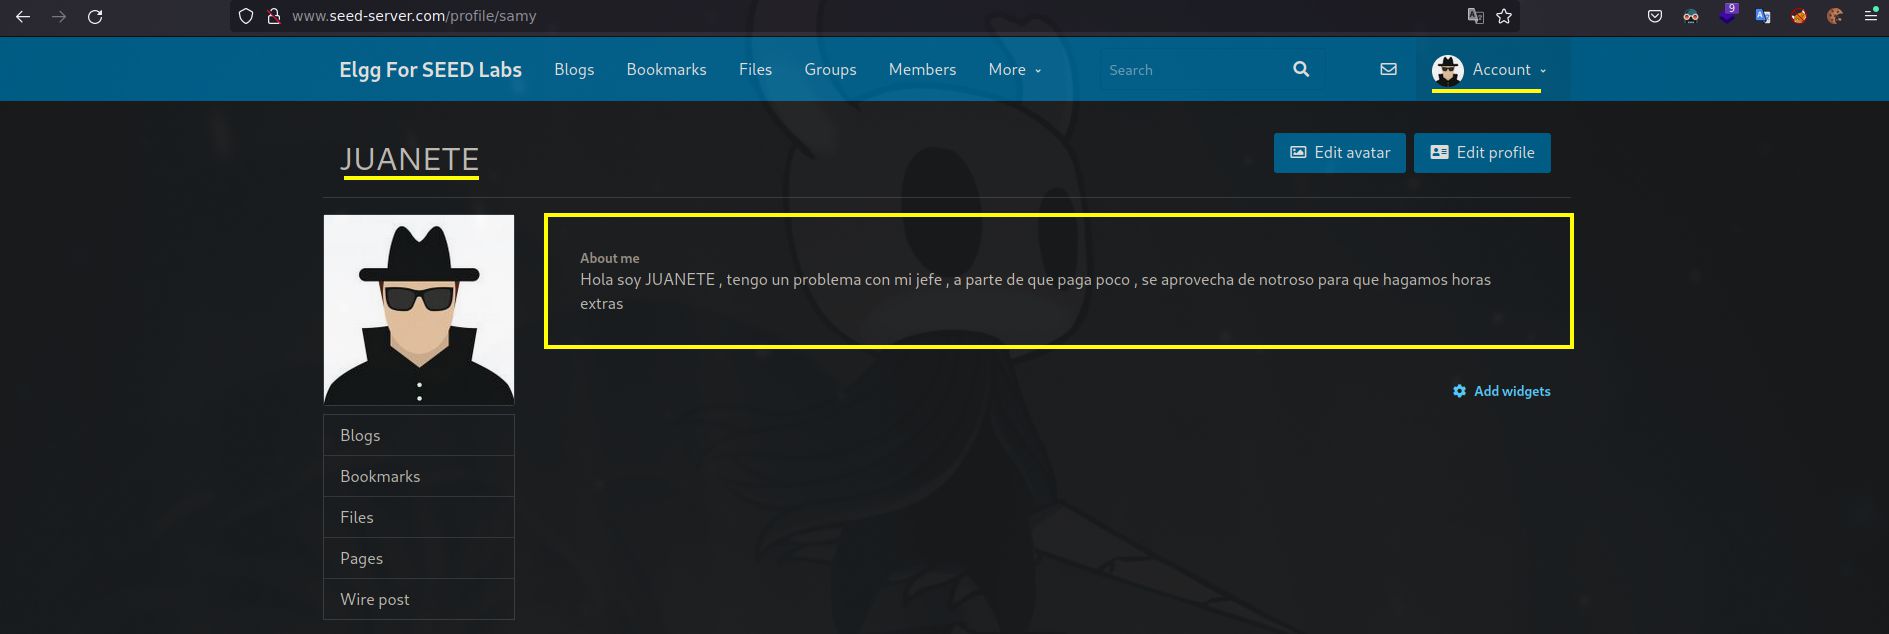 www.seed-server.com/profile/samy
9
Elgg For SEED Labs Blogs Bookmarks Files Groups Members More Search Account
JUANETE
Edit avatar Edit profile
About me
Hola soy JUANETE , tengo un problema con mi jefe , a parte de que paga poco , se aprovecha de notroso para que hagamos horas
extras
Add widgets
Blogs
Bookmarks
Files
Pages
Wire post